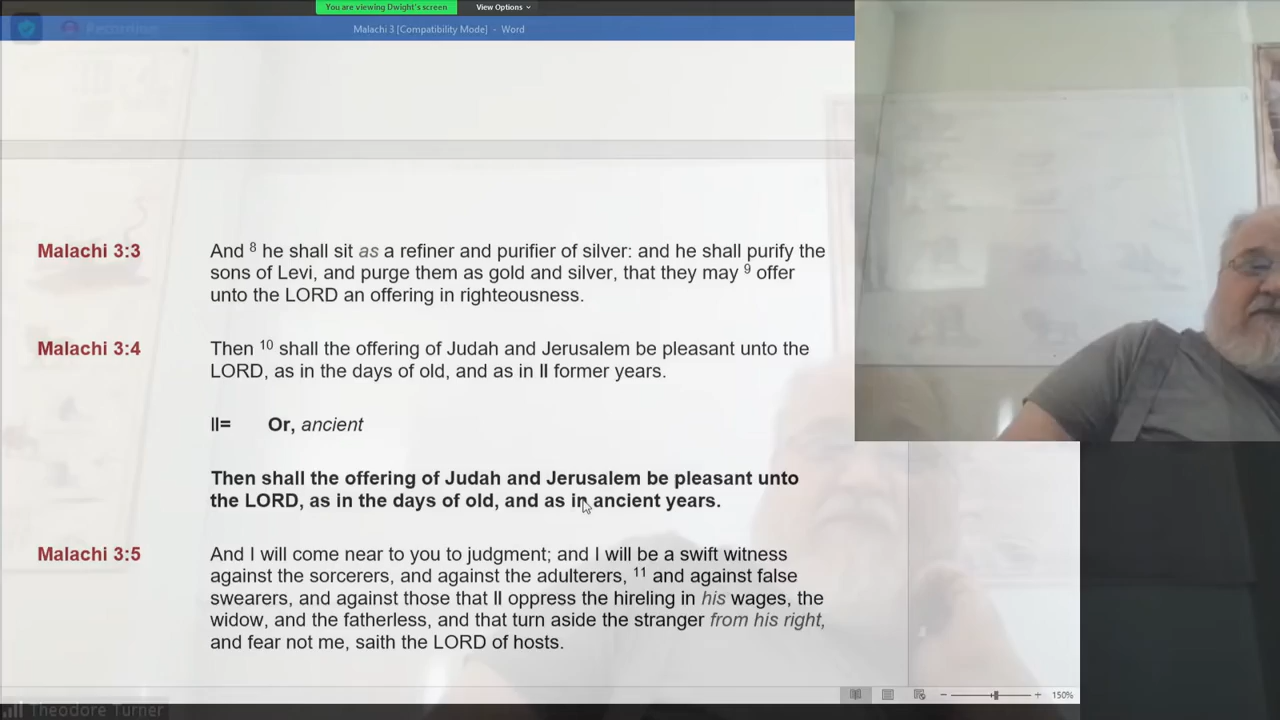 You are viewing Dwight's screen
View Options
Recording
Malachi 3 [Compatibility Mode] - Word
Malachi 3:3
And 8 he shall sit as a refiner and purifier of silver: and he shall purify the
sons of Levi, and purge them as gold and silver, that they may 9 offer
unto the LORD an offering in righteousness.
Malachi 3:4
Then 10 shall the offering of Judah and Jerusalem be pleasant unto the
LORD, as in the days of old, and as in II former years.
II= Or, ancient
Then shall the offering of Judah and Jerusalem be pleasant unto
the LORD, as in the days of old, and as in ancient years.
Malachi 3:5
And I will come near to you to judgment; and I will be a swift witness
against the sorcerers, and against the adulterers, 11 and against false
swearers, and against those that II oppress the hireling in his wages, the
widow, and the fatherless, and that turn aside the stranger from his right,
and fear not me, saith the LORD of hosts.
150%
Theodore Turner